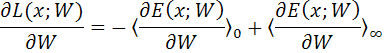 ∂L(x;W)/∂W = − ⟨∂E(x;W)/∂W⟩₀ + ⟨∂E(x;W)/∂W⟩∞